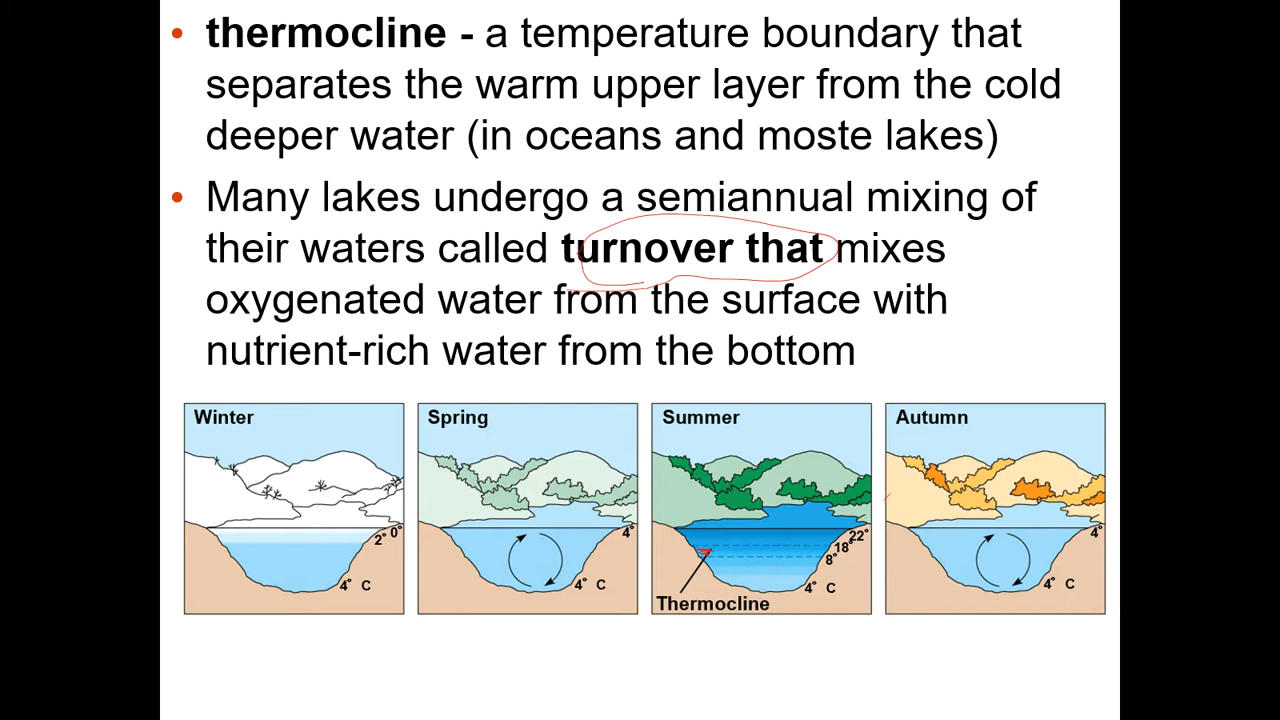 • thermocline - a temperature boundary that
separates the warm upper layer from the cold
deeper water (in oceans and moste lakes)
• Many lakes undergo a semiannual mixing of
their waters called turnover that mixes
oxygenated water from the surface with
nutrient-rich water from the bottom
Winter
0°
2°
4° C
Spring
4°
4° C
Summer
22°
18°
8°
4° C
Thermocline
Autumn
4°
4° C